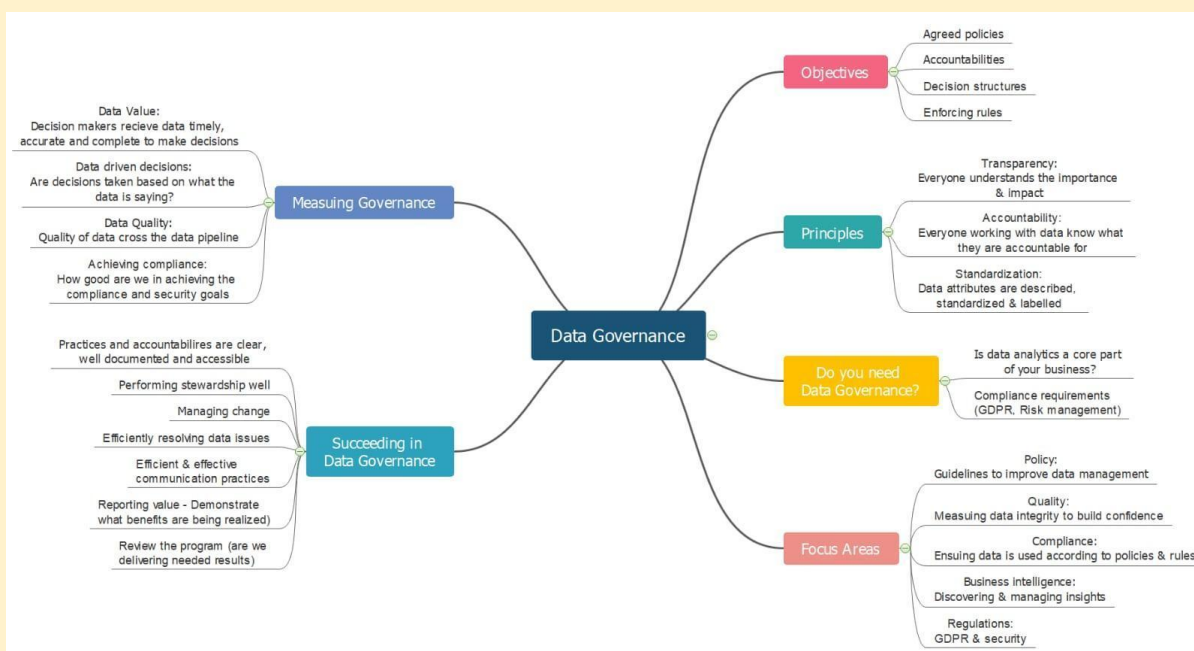 Data Governance
Objectives
Agreed policies
Accountabilities
Decision structures
Enforcing rules
Principles
Transparency:
Everyone understands the importance
& impact
Accountability:
Everyone working with data know what
they are accountable for
Standardization:
Data attributes are described,
standardized & labelled
Do you need
Data Governance?
Is data analytics a core part
of your business?
Compliance requirements
(GDPR, Risk management)
Focus Areas
Policy:
Guidelines to improve data management
Quality:
Measuring data integrity to build confidence
Compliance:
Ensuing data is used according to policies & rules
Business intelligence:
Discovering & managing insights
Regulations:
GDPR & security
Measuing Governance
Data Value:
Decision makers recieve data timely,
accurate and complete to make decisions
Data driven decisions:
Are decisions taken based on what the
data is saying?
Data Quality:
Quality of data cross the data pipeline
Achieving compliance:
How good are we in achieving the
compliance and security goals
Succeeding in
Data Governance
Practices and accountabilires are clear,
well documented and accessible
Performing stewardship well
Managing change
Efficiently resolving data issues
Efficient & effective
communication practices
Reporting value - Demonstrate
what benefits are being realized)
Review the program (are we
delivering needed results)